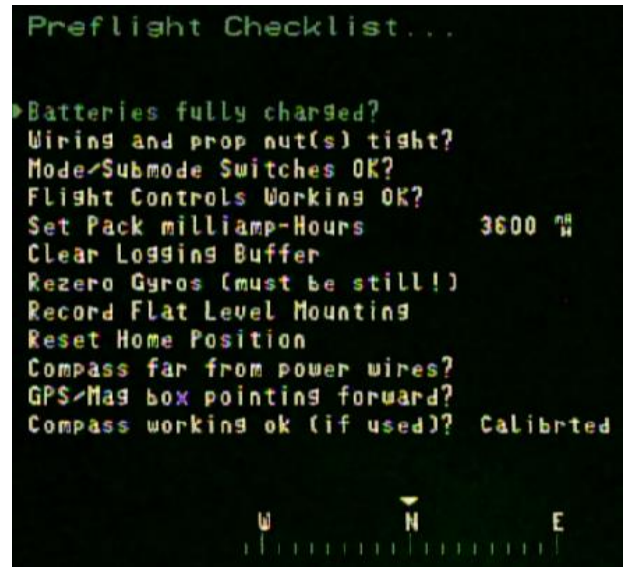 Preflight Checklist...
Batteries fully charged?
Wiring and prop nut(s) tight?
Mode/Submode Switches OK?
Flight Controls Working OK?
Set Pack milliamp-Hours 3600 mAH
Clear Logging Buffer
Rezero Gyros (must be still!)
Record Flat Level Mounting
Reset Home Position
Compass far from power wires?
GPS/Mag box pointing forward?
Compass working ok (if used)? Calibrted
W N E